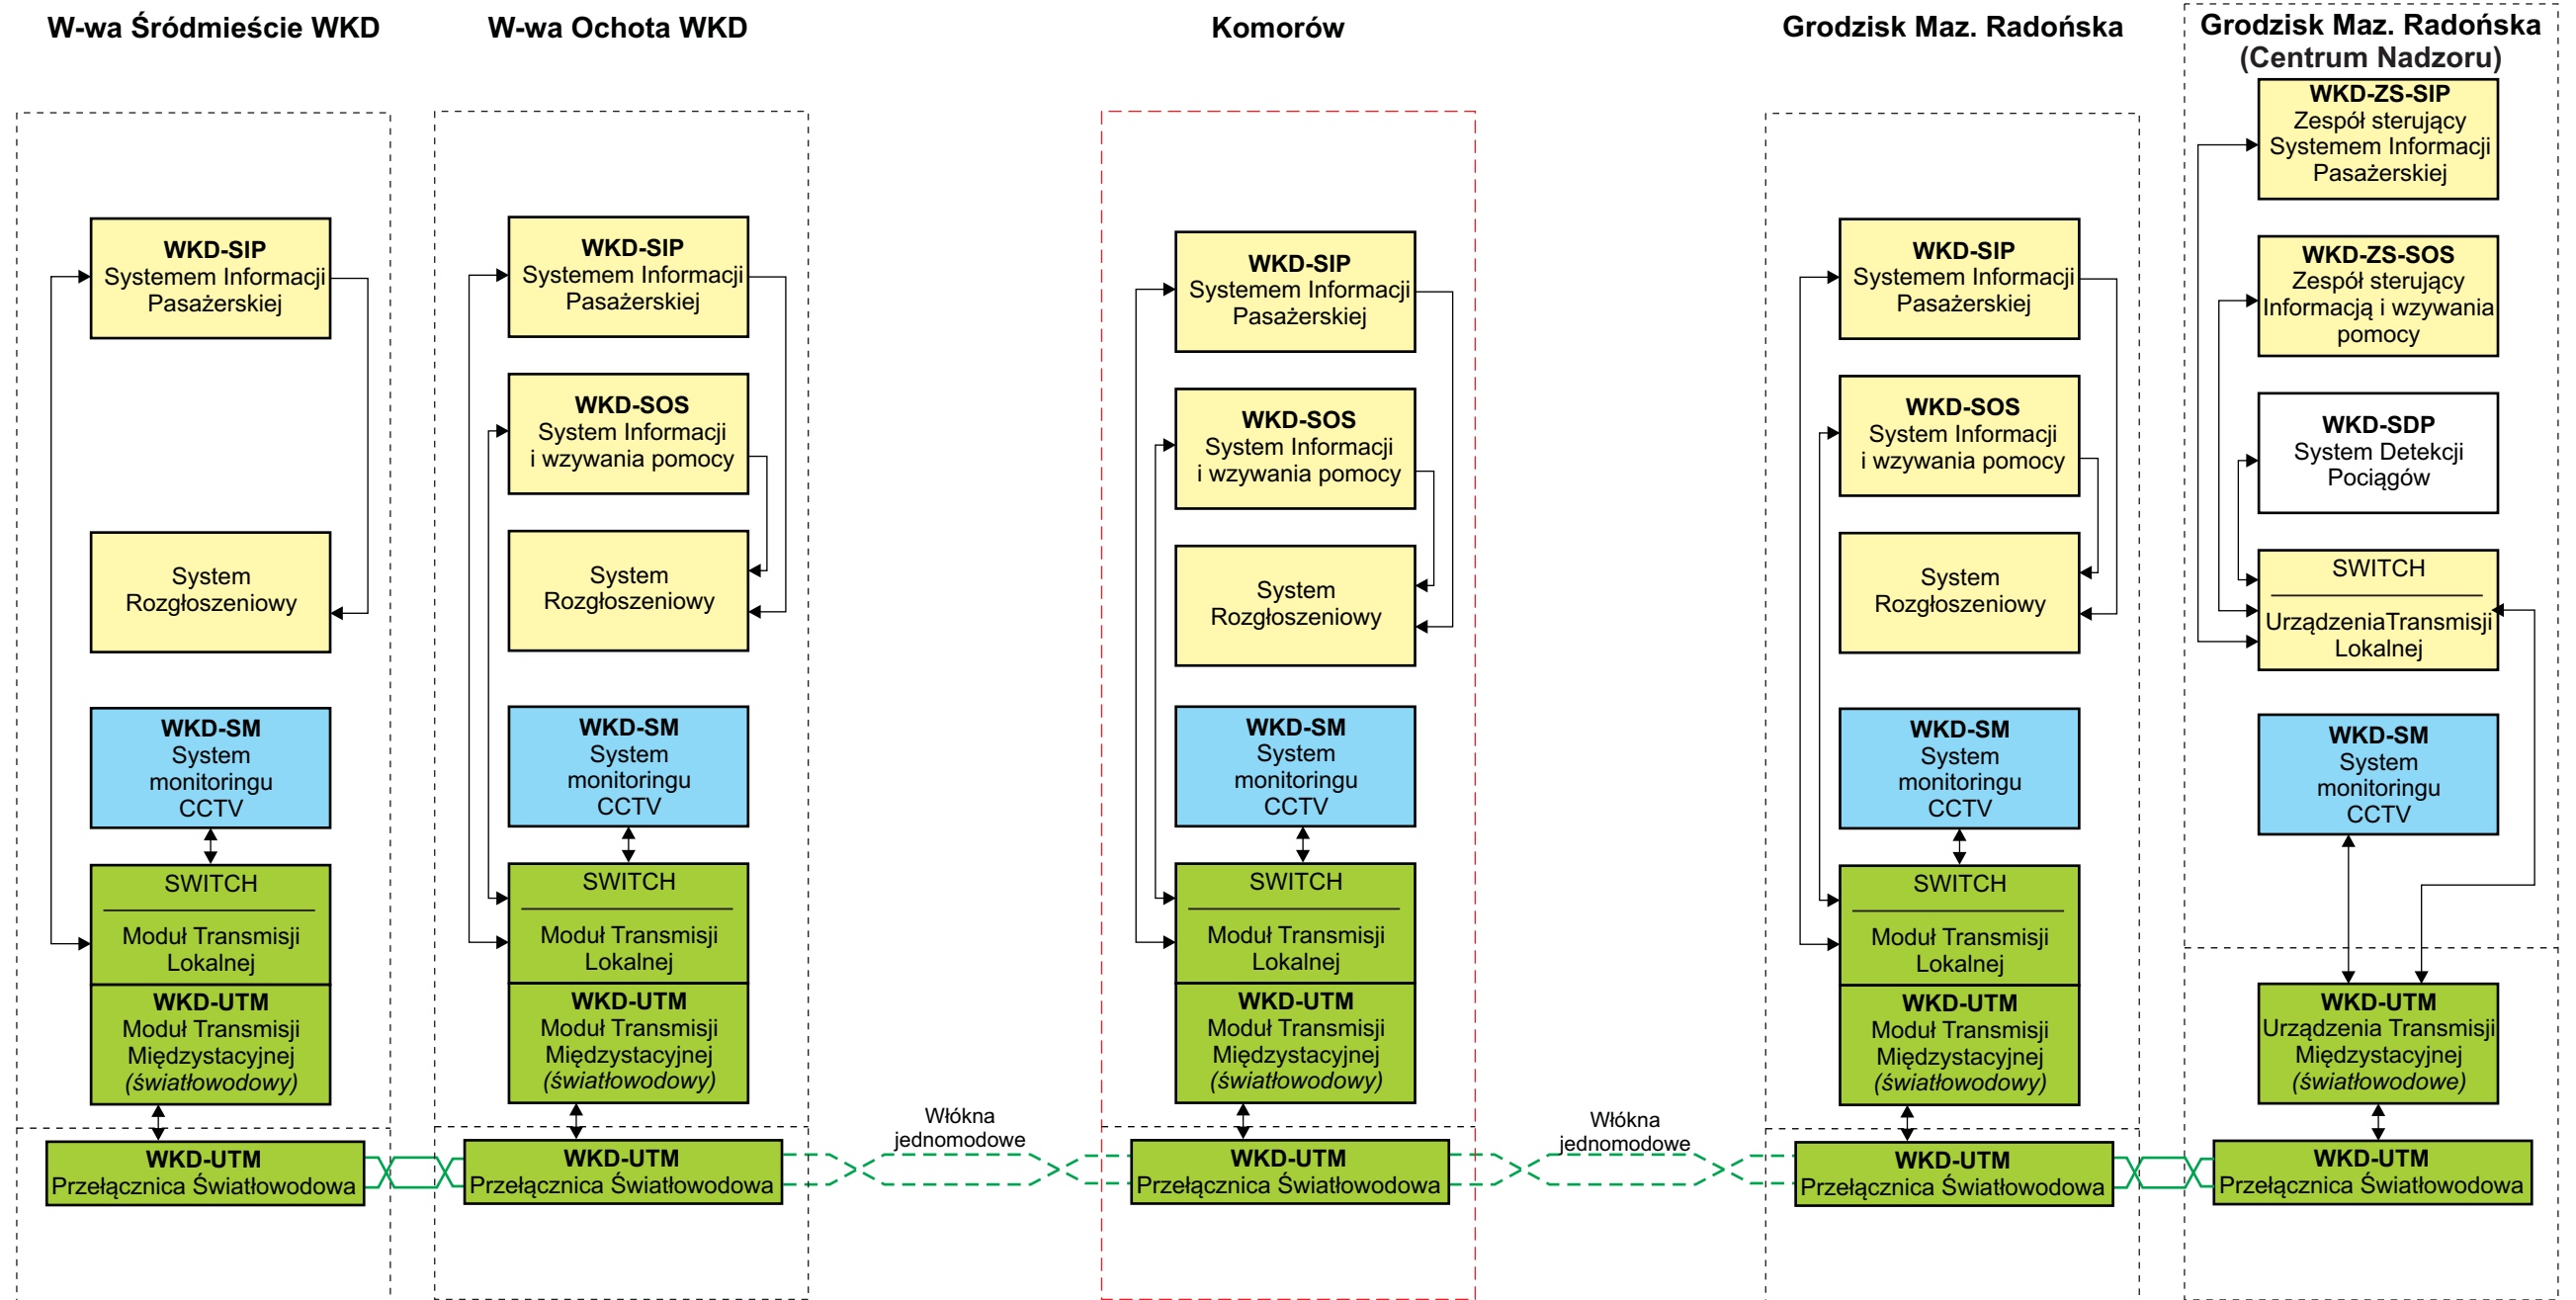 W-wa Śródmieście WKD
WKD-SIP
Systemem Informacji
Pasażerskiej
System
Rozgłoszeniowy
WKD-SM
System
monitoringu
CCTV
SWITCH
Moduł Transmisji
Lokalnej
WKD-UTM
Moduł Transmisji
Międzystacyjnej
(światłowodowy)
WKD-UTM
Przełącznica Światłowodowa
W-wa Ochota WKD
WKD-SIP
Systemem Informacji
Pasażerskiej
WKD-SOS
System Informacji
i wzywania pomocy
System
Rozgłoszeniowy
WKD-SM
System
monitoringu
CCTV
SWITCH
Moduł Transmisji
Lokalnej
WKD-UTM
Moduł Transmisji
Międzystacyjnej
(światłowodowy)
WKD-UTM
Przełącznica Światłowodowa
Włókna
jednomodowe
Komorów
WKD-SIP
Systemem Informacji
Pasażerskiej
WKD-SOS
System Informacji
i wzywania pomocy
System
Rozgłoszeniowy
WKD-SM
System
monitoringu
CCTV
SWITCH
Moduł Transmisji
Lokalnej
WKD-UTM
Moduł Transmisji
Międzystacyjnej
(światłowodowy)
WKD-UTM
Przełącznica Światłowodowa
Włókna
jednomodowe
Grodzisk Maz. Radońska
WKD-SIP
Systemem Informacji
Pasażerskiej
WKD-SOS
System Informacji
i wzywania pomocy
System
Rozgłoszeniowy
WKD-SM
System
monitoringu
CCTV
SWITCH
Moduł Transmisji
Lokalnej
WKD-UTM
Moduł Transmisji
Międzystacyjnej
(światłowodowy)
WKD-UTM
Przełącznica Światłowodowa
Grodzisk Maz. Radońska
(Centrum Nadzoru)
WKD-ZS-SIP
Zespół sterujący
Systemem Informacji
Pasażerskiej
WKD-ZS-SOS
Zespół sterujący
Informacją i wzywania
pomocy
WKD-SDP
System Detekcji
Pociągów
SWITCH
UrządzeniaTransmisji
Lokalnej
WKD-SM
System
monitoringu
CCTV
WKD-UTM
Urządzenia Transmisji
Międzystacyjnej
(światłowodowe)
WKD-UTM
Przełącznica Światłowodowa